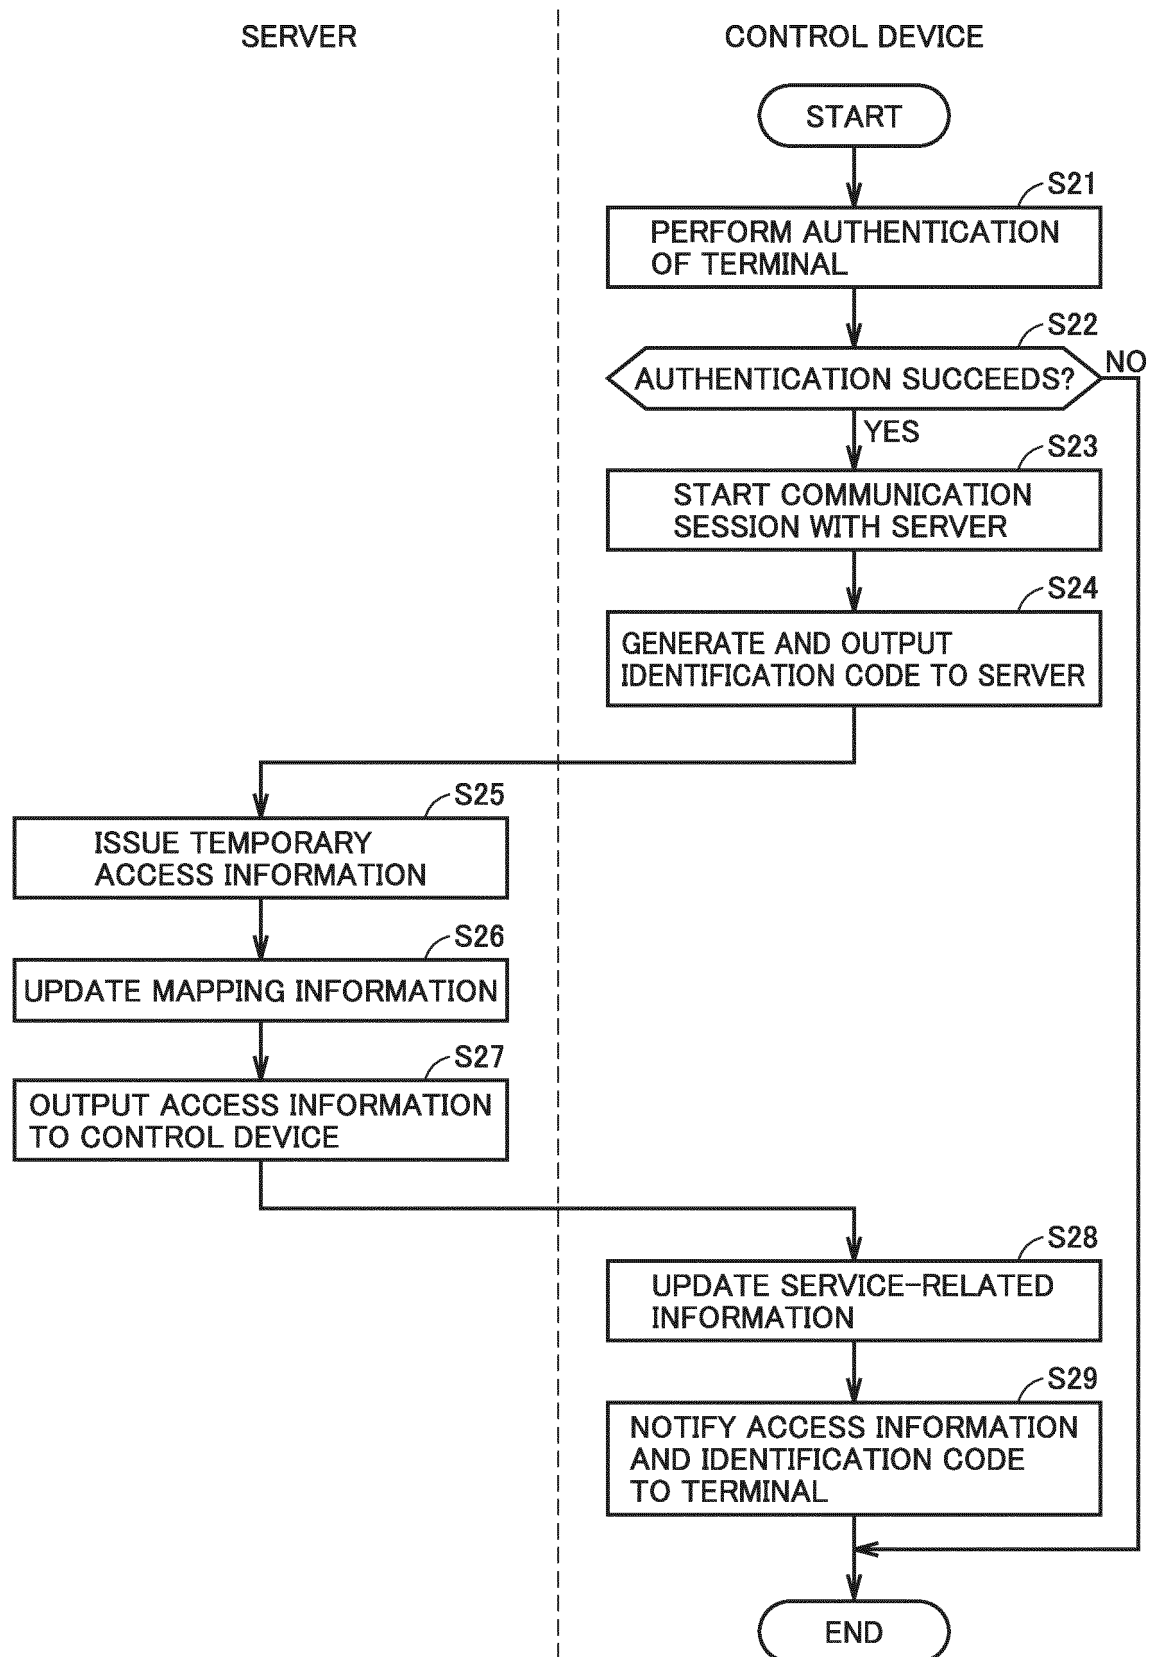 SERVER
CONTROL DEVICE
START
S21
PERFORM AUTHENTICATION
OF TERMINAL
S22
AUTHENTICATION SUCCEEDS?
NO
YES
S23
START COMMUNICATION
SESSION WITH SERVER
S24
GENERATE AND OUTPUT
IDENTIFICATION CODE TO SERVER
S25
ISSUE TEMPORARY
ACCESS INFORMATION
S26
UPDATE MAPPING INFORMATION
S27
OUTPUT ACCESS INFORMATION
TO CONTROL DEVICE
S28
UPDATE SERVICE-RELATED
INFORMATION
S29
NOTIFY ACCESS INFORMATION
AND IDENTIFICATION CODE
TO TERMINAL
END